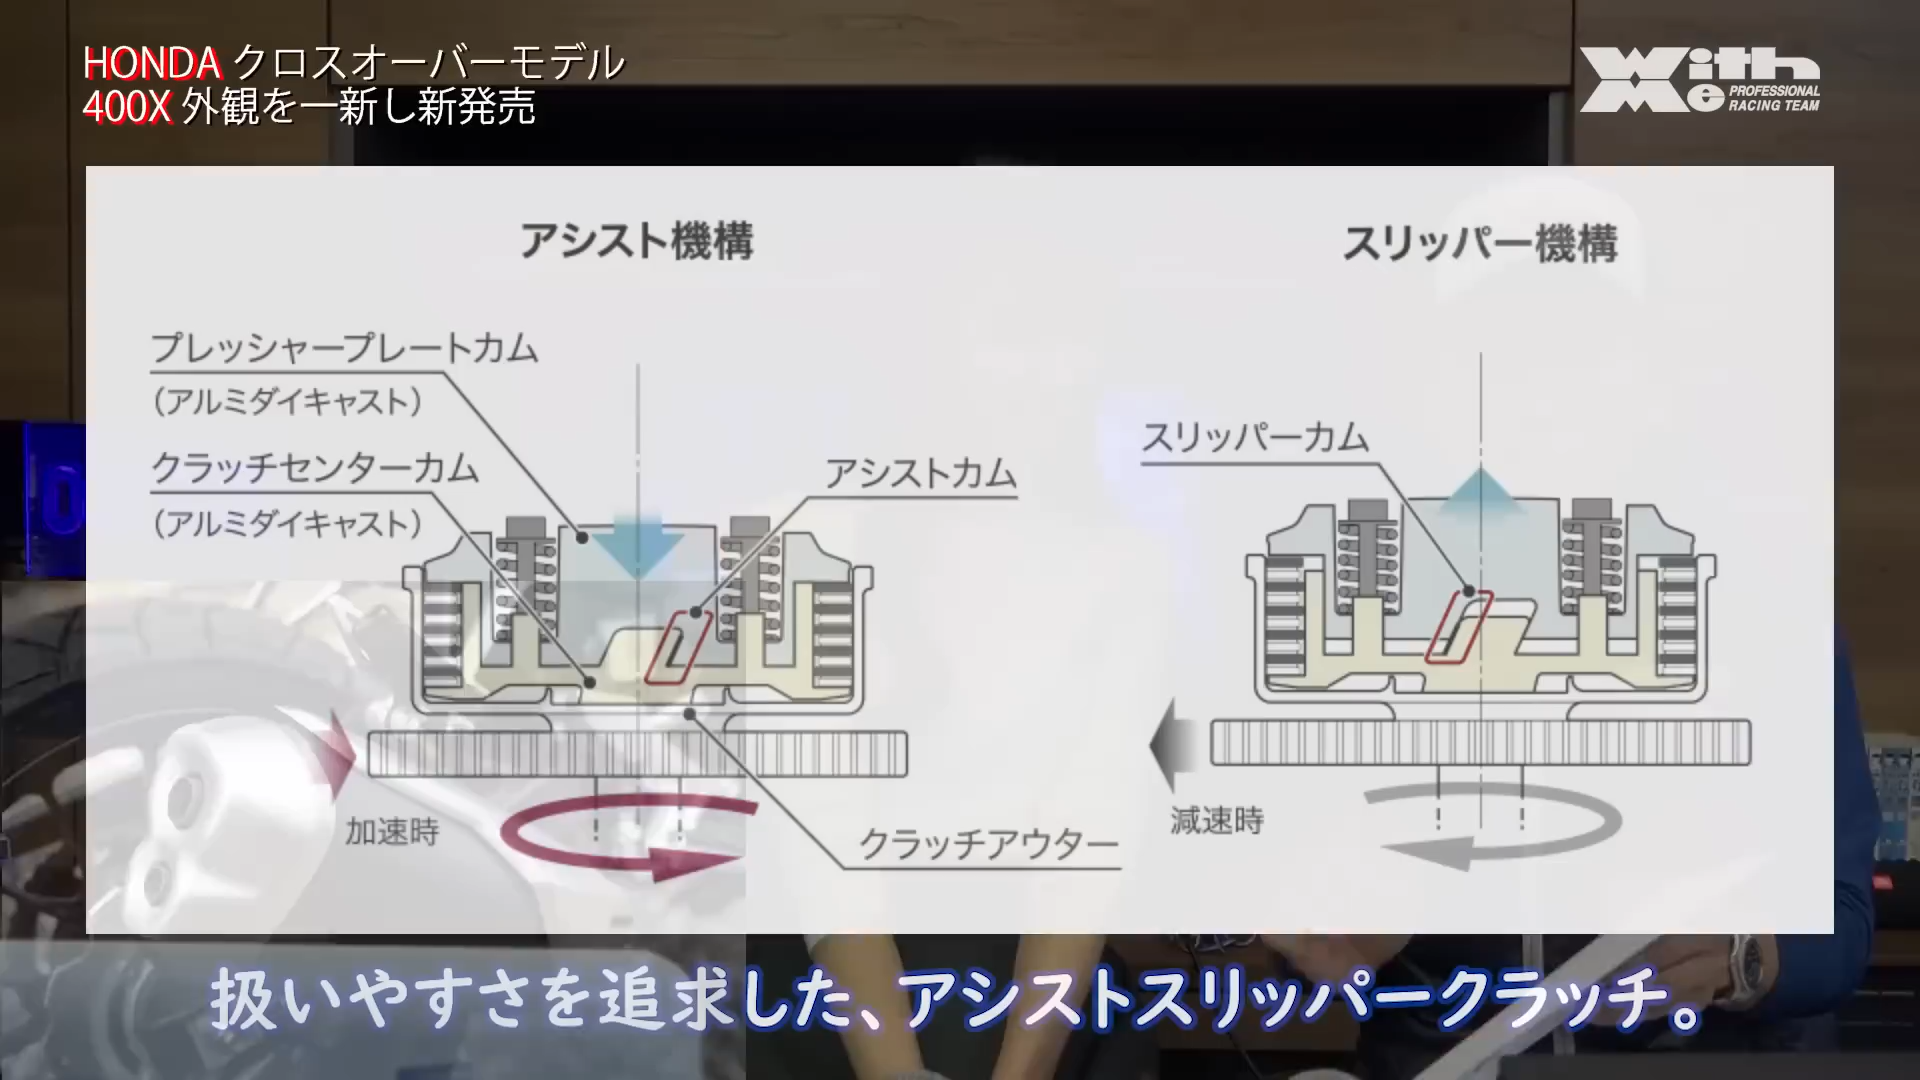 HONDA クロスオーバーモデル
400X 外観を一新し新発売
With Me PROFESSIONAL
RACING TEAM
アシスト機構
スリッパー機構
プレッシャープレートカム
(アルミダイキャスト)
クラッチセンターカム
(アルミダイキャスト)
アシストカム
スリッパーカム
加速時
クラッチアウター
減速時
扱いやすさを追求した、アシストスリッパークラッチ。